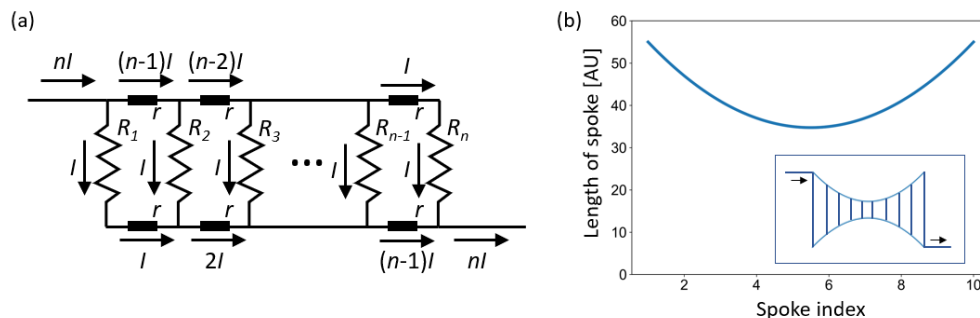 (a)
nI
(n-1)I
(n-2)I
I
r
r
r
R1
R2
R3
Rn-1
Rn
I
I
I
I
I
r
r
r
I
2I
(n-1)I
nI
(b)
Length of spoke [AU]
60
50
40
30
20
10
0
2
4
6
8
10
Spoke index